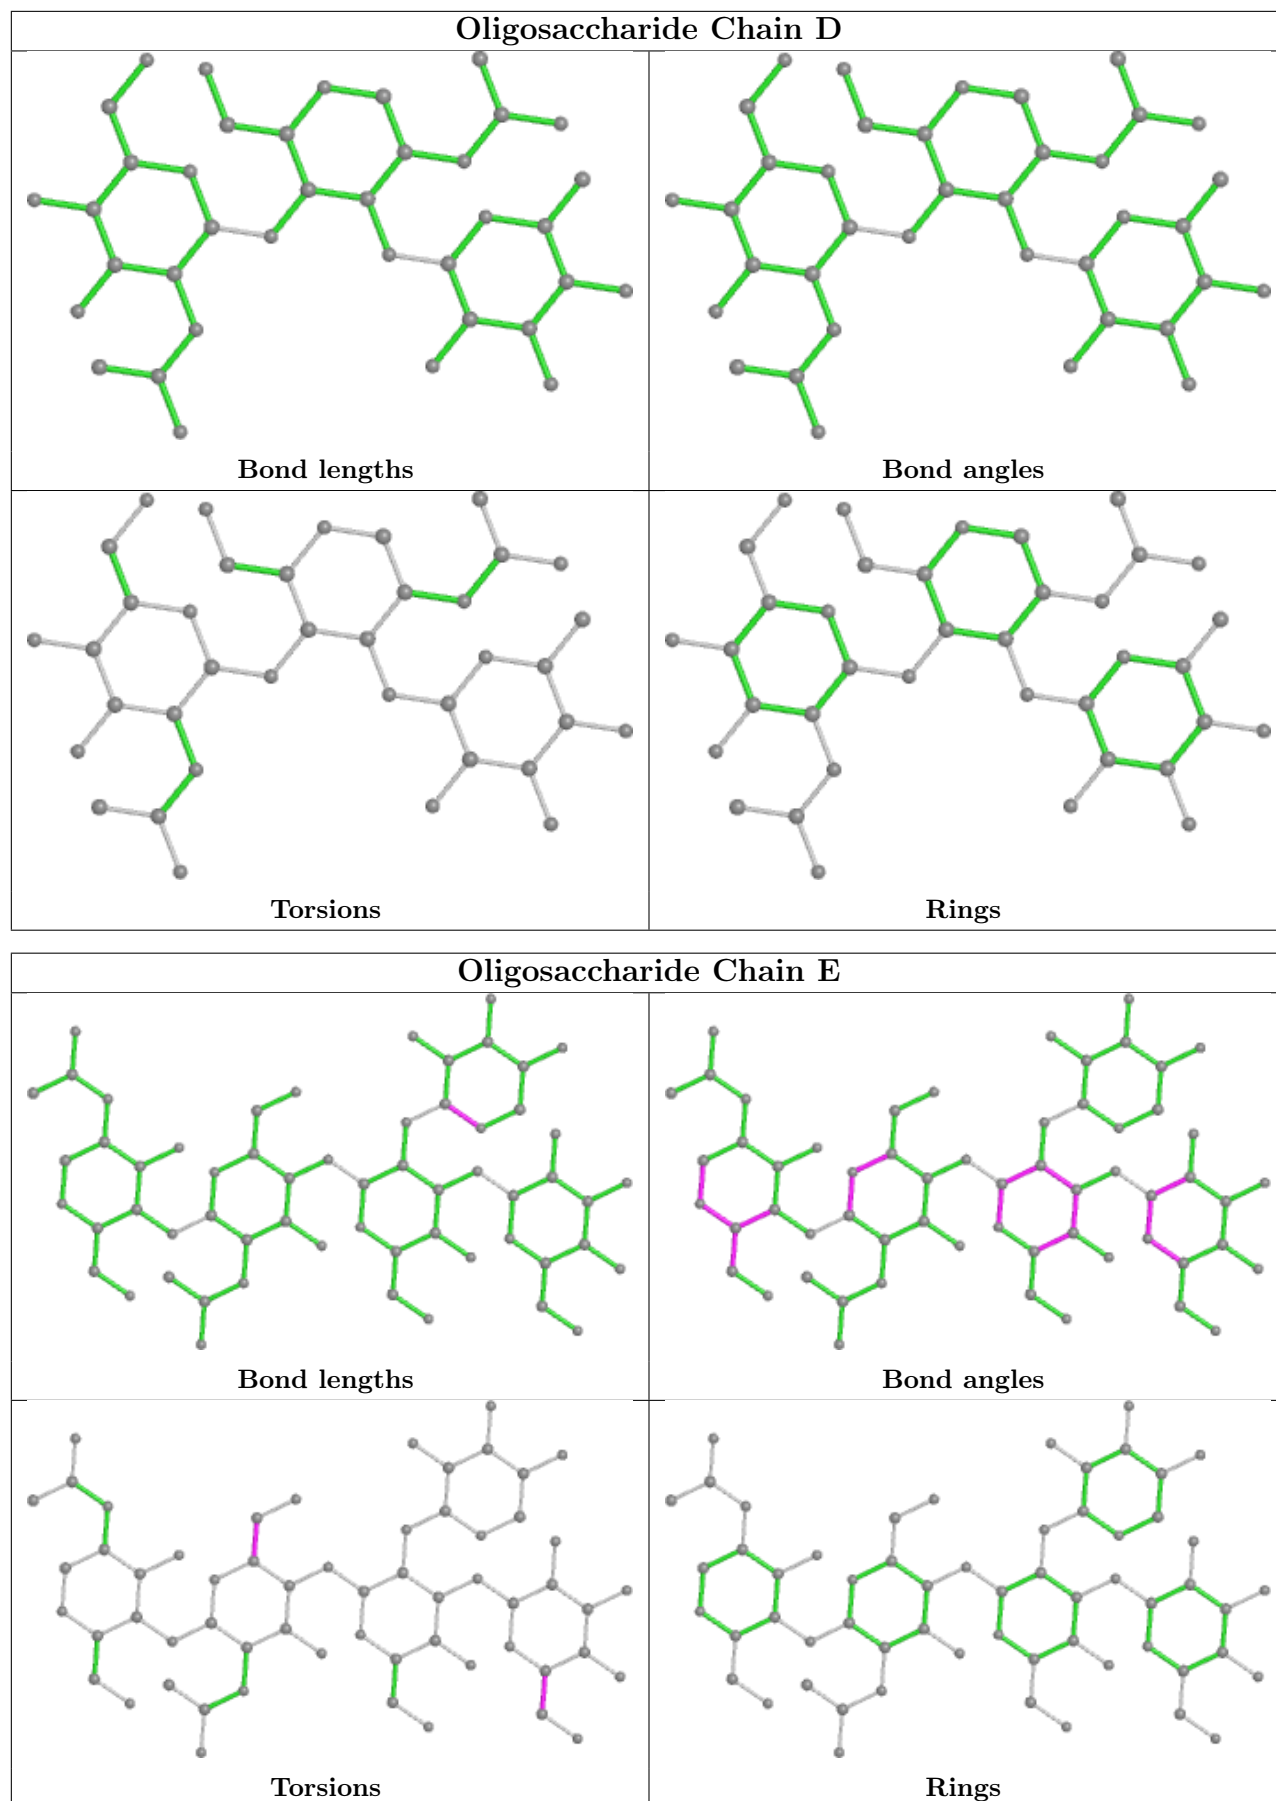 Oligosaccharide Chain D
Bond lengths
Bond angles
Torsions
Rings
Oligosaccharide Chain E
Bond lengths
Bond angles
Torsions
Rings